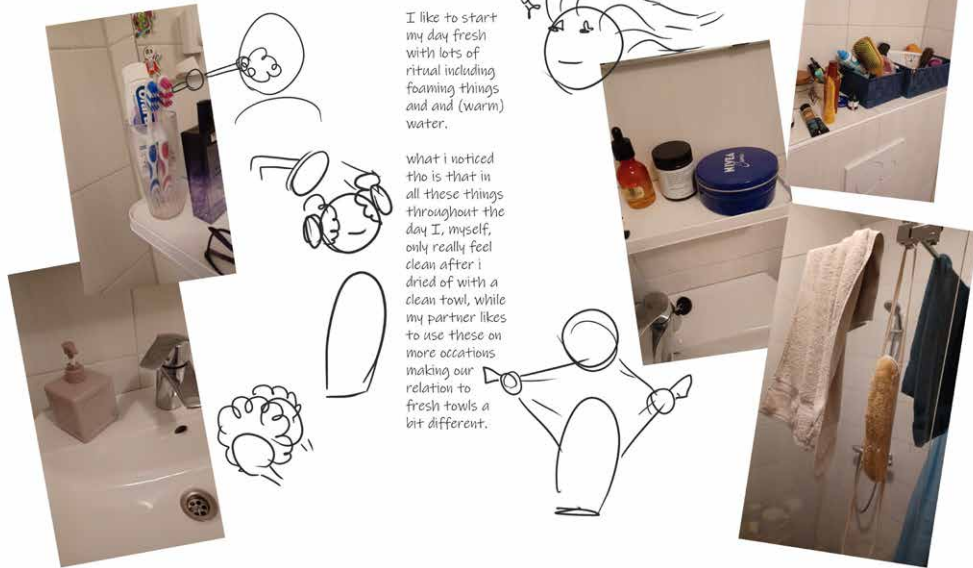 I like to start
my day fresh
with lots of
ritual including
foaming things
and and (warm)
water.
what i noticed
tho is that in
all these things
throughout the
day I, myself,
only really feel
clean after i
dried of with a
clean towl, while
my partner likes
to use these on
more occations
making our
relation to
fresh towls a
bit different.
NIVEA